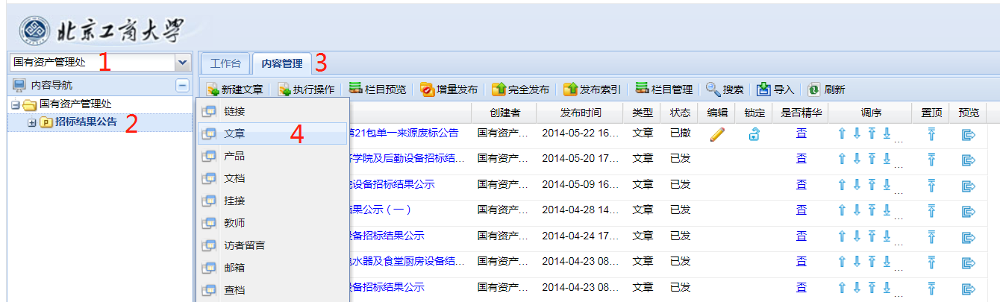 北京工商大学
国有资产管理处 1
工作台 内容管理 3
内容导航
新建文章 执行操作 栏目预览 增量发布 完全发布 发布索引 栏目管理 搜索 导入 刷新
国有资产管理处
P 招标结果公告 2
创建者 发布时间 类型 状态 编辑 锁定 是否精华 调序 置顶 预览
链接
文章 4
第21包单一来源废标公告 国有资产... 2014-05-22 16... 文章 已撤 否 ...
产品
学院及后勤设备招标结... 国有资产... 2014-05-20 17... 文章 已发 否 ...
文档
设备招标结果公示 国有资产... 2014-05-09 16... 文章 已发 否 ...
挂接
结果公示（一） 国有资产... 2014-04-28 14... 文章 已发 否 ...
教师
设备招标结果公示 国有资产... 2014-04-24 17... 文章 已发 否 ...
访者留言
水器及食堂厨房设备结... 国有资产... 2014-04-23 08... 文章 已发 否 ...
邮箱
设备招标结果公示 国有资产... 2014-04-23 08... 文章 已发 否 ...
查档